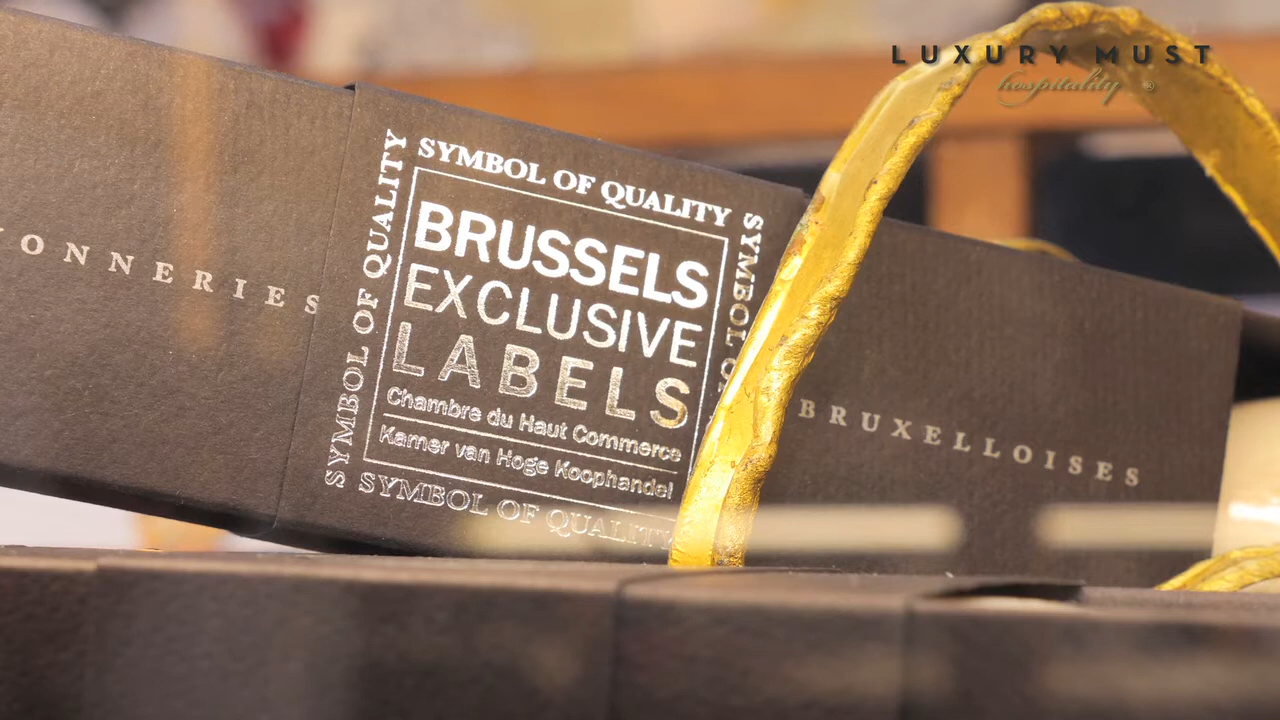 LUXURY MUST
hospitality ®
SYMBOL OF QUALITY
SYMBOL OF QUALITY
SYMBOL OF
BRUSSELS
EXCLUSIVE
LABELS
Chambre du Haut Commerce
Kamer van Hoge Koophandel
SYMBOL OF QUALITY
ONNERIES
BRUXELLOISES